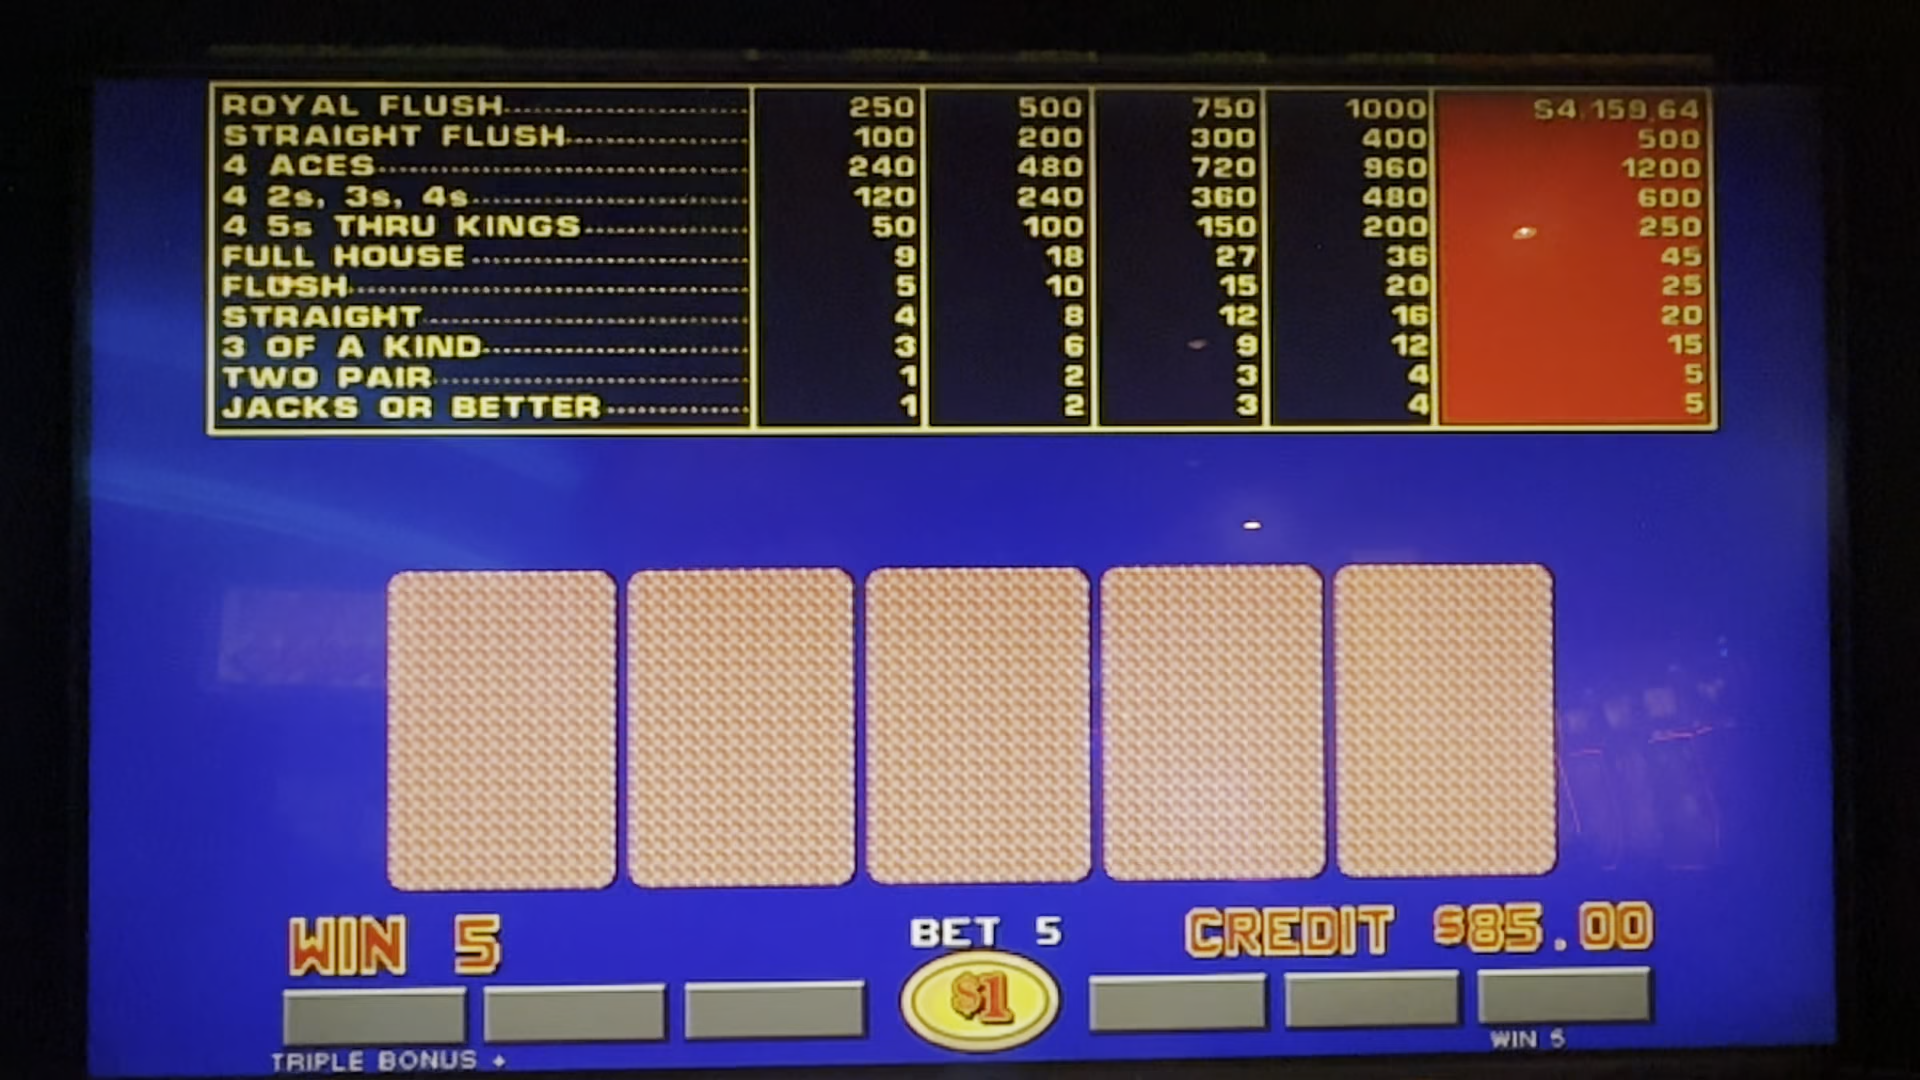 ROYAL FLUSH 250 500 750 1000 $4,159.64
STRAIGHT FLUSH 100 200 300 400 500
4 ACES 240 480 720 960 1200
4 2s, 3s, 4s 120 240 360 480 600
4 5s THRU KINGS 50 100 150 200 250
FULL HOUSE 9 18 27 36 45
FLUSH 5 10 15 20 25
STRAIGHT 4 8 12 16 20
3 OF A KIND 3 6 9 12 15
TWO PAIR 1 2 3 4 5
JACKS OR BETTER 1 2 3 4 5
WIN 5 BET 5 CREDIT $85.00
$1
WIN 5
TRIPLE BONUS +